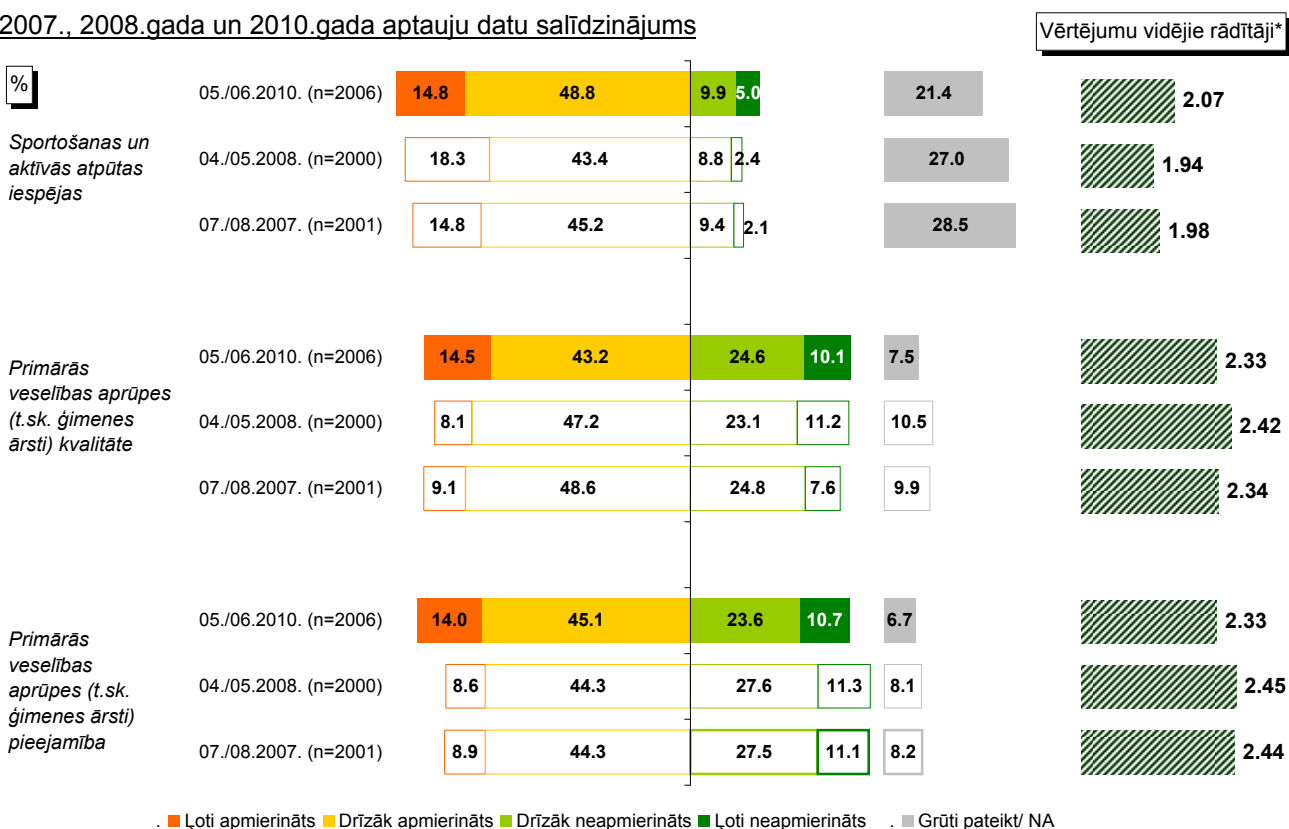 2007., 2008.gada un 2010.gada aptauju datu salīdzinājums
Vērtējumu vidējie rādītāji*
%
Sportošanas un
aktīvās atpūtas
iespējas
05./06.2010. (n=2006) 14.8 48.8 9.9 5.0 21.4 2.07
04./05.2008. (n=2000) 18.3 43.4 8.8 2.4 27.0 1.94
07./08.2007. (n=2001) 14.8 45.2 9.4 2.1 28.5 1.98
Primārās
veselības aprūpes
(t.sk. ģimenes
ārsti) kvalitāte
05./06.2010. (n=2006) 14.5 43.2 24.6 10.1 7.5 2.33
04./05.2008. (n=2000) 8.1 47.2 23.1 11.2 10.5 2.42
07./08.2007. (n=2001) 9.1 48.6 24.8 7.6 9.9 2.34
Primārās
veselības
aprūpes (t.sk.
ģimenes ārsti)
pieejamība
05./06.2010. (n=2006) 14.0 45.1 23.6 10.7 6.7 2.33
04./05.2008. (n=2000) 8.6 44.3 27.6 11.3 8.1 2.45
07./08.2007. (n=2001) 8.9 44.3 27.5 11.1 8.2 2.44
. Ļoti apmierināts Drīzāk apmierināts Drīzāk neapmierināts Ļoti neapmierināts . Grūti pateikt/ NA